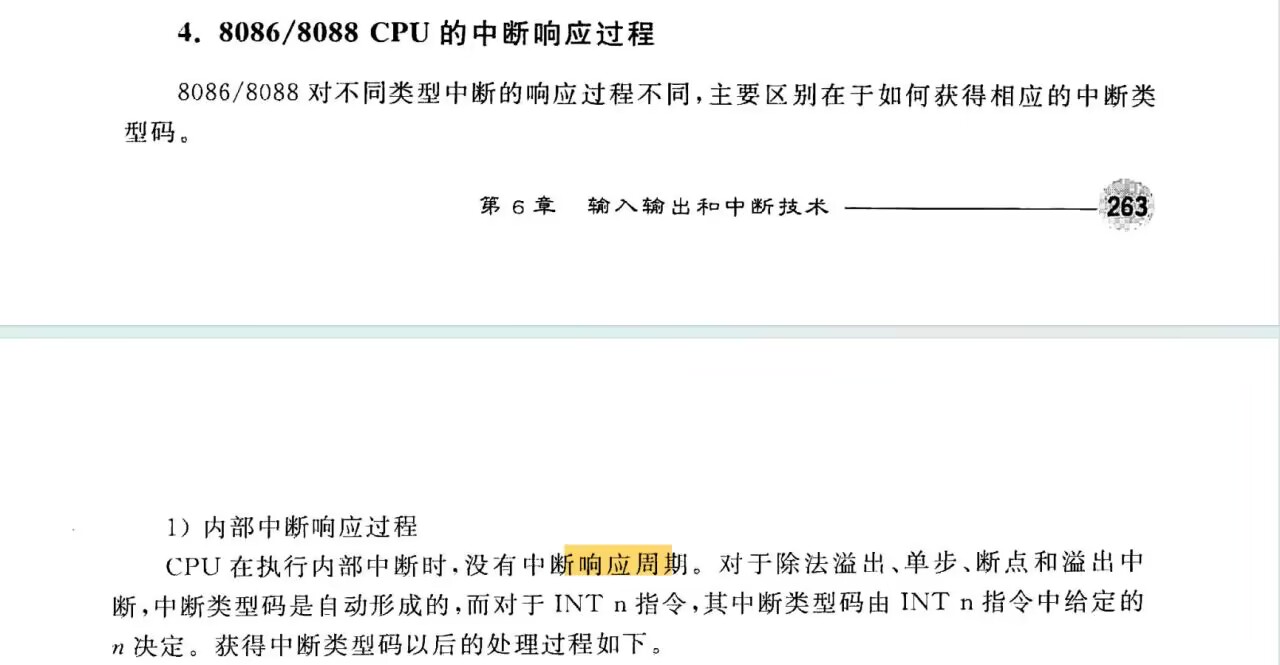 4. 8086/8088 CPU 的中断响应过程
8086/8088 对不同类型中断的响应过程不同,主要区别在于如何获得相应的中断类
型码。
第 6 章 输入输出和中断技术 263
1) 内部中断响应过程
CPU 在执行内部中断时,没有中断响应周期。对于除法溢出、单步、断点和溢出中
断,中断类型码是自动形成的,而对于 INT n 指令,其中断类型码由 INT n 指令中给定的
n 决定。获得中断类型码以后的处理过程如下。